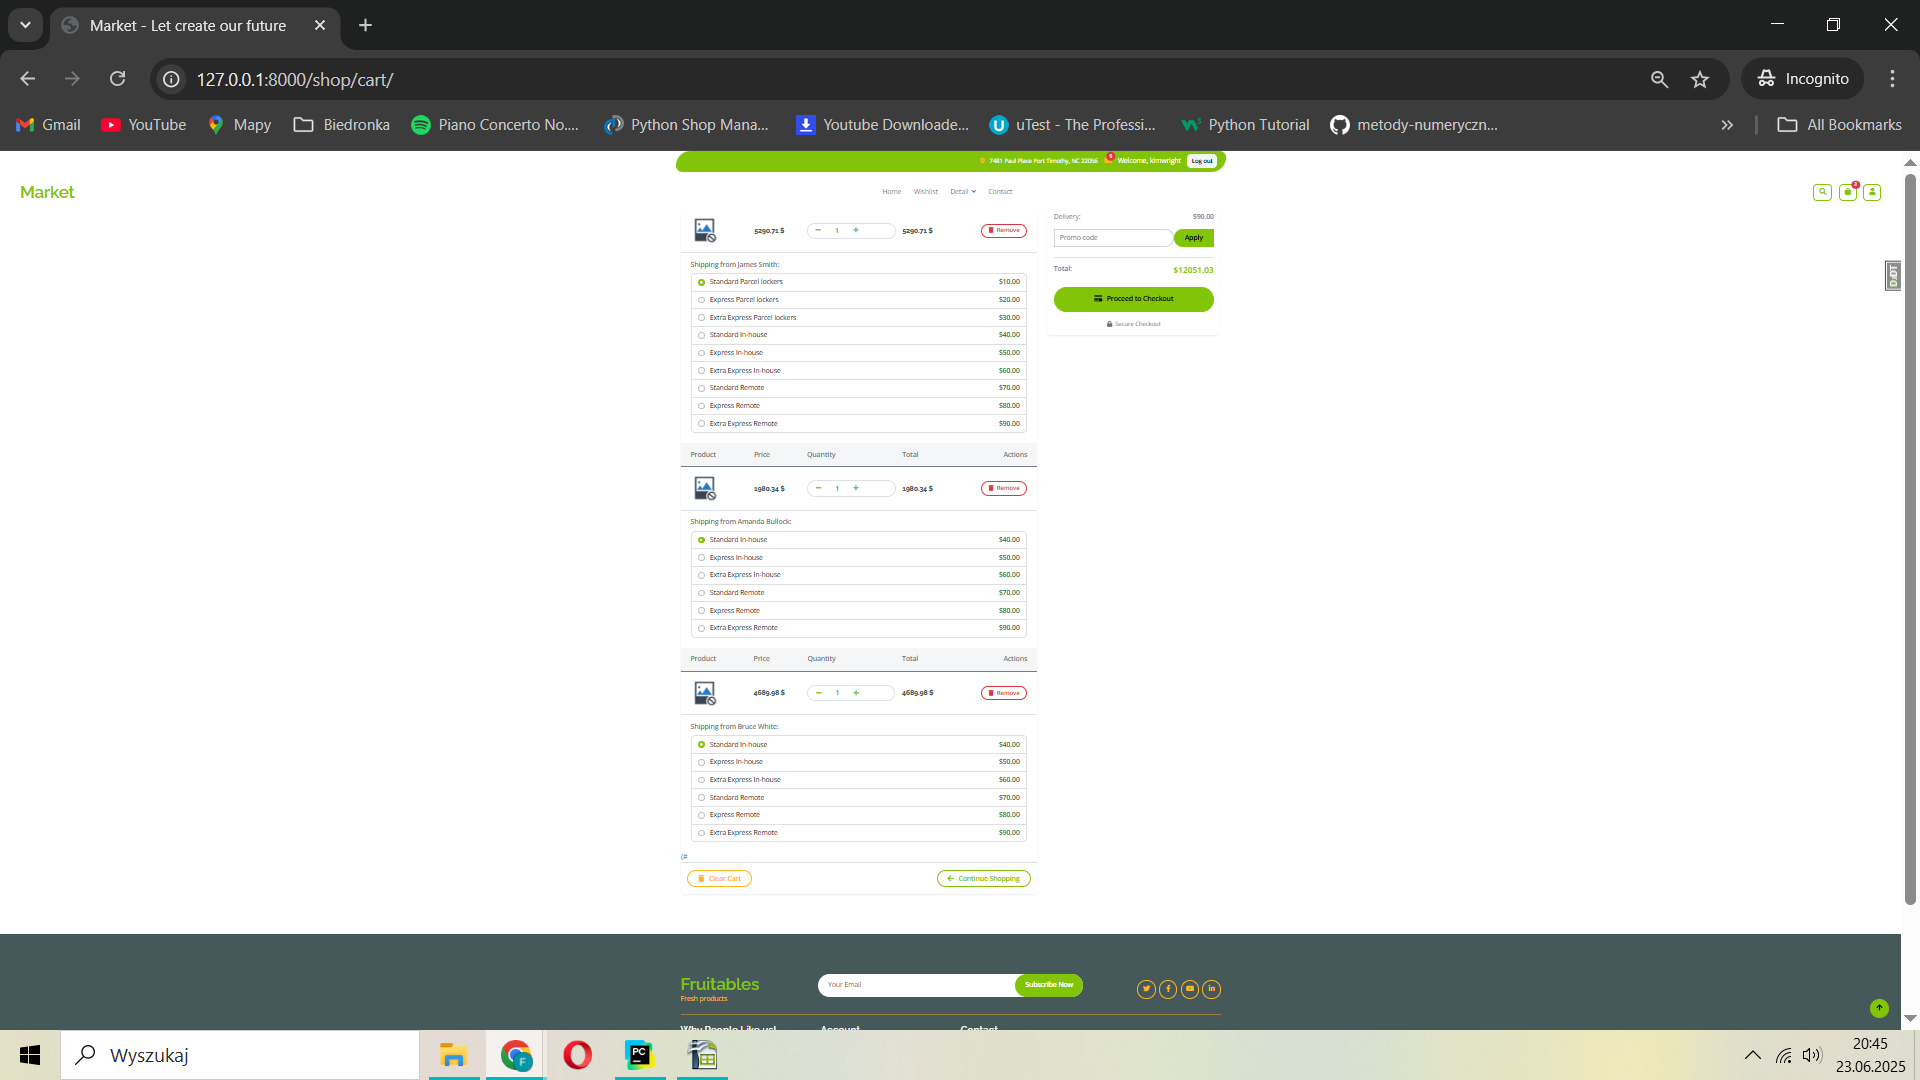 Market - Let create our future
127.0.0.1:8000/shop/cart/
Incognito
Gmail YouTube Mapy Biedronka Piano Concerto No.... Python Shop Mana... Youtube Downloade... uTest - The Professi... Python Tutorial metody-numeryczn... » All Bookmarks
7481 Paul Place Port Timothy, NC 22056 5 Welcome, kimwright Log out
Market
Home Wishlist Detail Contact
3
5290.71 $ − 1 + 5290.71 $ Remove
Shipping from James Smith:
Standard Parcel lockers $10.00
Express Parcel lockers $20.00
Extra Express Parcel lockers $30.00
Standard In-house $40.00
Express In-house $50.00
Extra Express In-house $60.00
Standard Remote $70.00
Express Remote $80.00
Extra Express Remote $90.00
Product Price Quantity Total Actions
1980.34 $ − 1 + 1980.34 $ Remove
Shipping from Amanda Bullock:
Standard In-house $40.00
Express In-house $50.00
Extra Express In-house $60.00
Standard Remote $70.00
Express Remote $80.00
Extra Express Remote $90.00
Product Price Quantity Total Actions
4689.98 $ − 1 + 4689.98 $ Remove
Shipping from Bruce White:
Standard In-house $40.00
Express In-house $50.00
Extra Express In-house $60.00
Standard Remote $70.00
Express Remote $80.00
Extra Express Remote $90.00
{#
Clear Cart Continue Shopping
Delivery: $90.00
Promo code Apply
Total: $12051.03
Proceed to Checkout
Secure Checkout
DjDT
Fruitables
Fresh products
Your Email Subscribe Now
Why People Like us! Account Contact
Wyszukaj
F
PC
20:45
23.06.2025